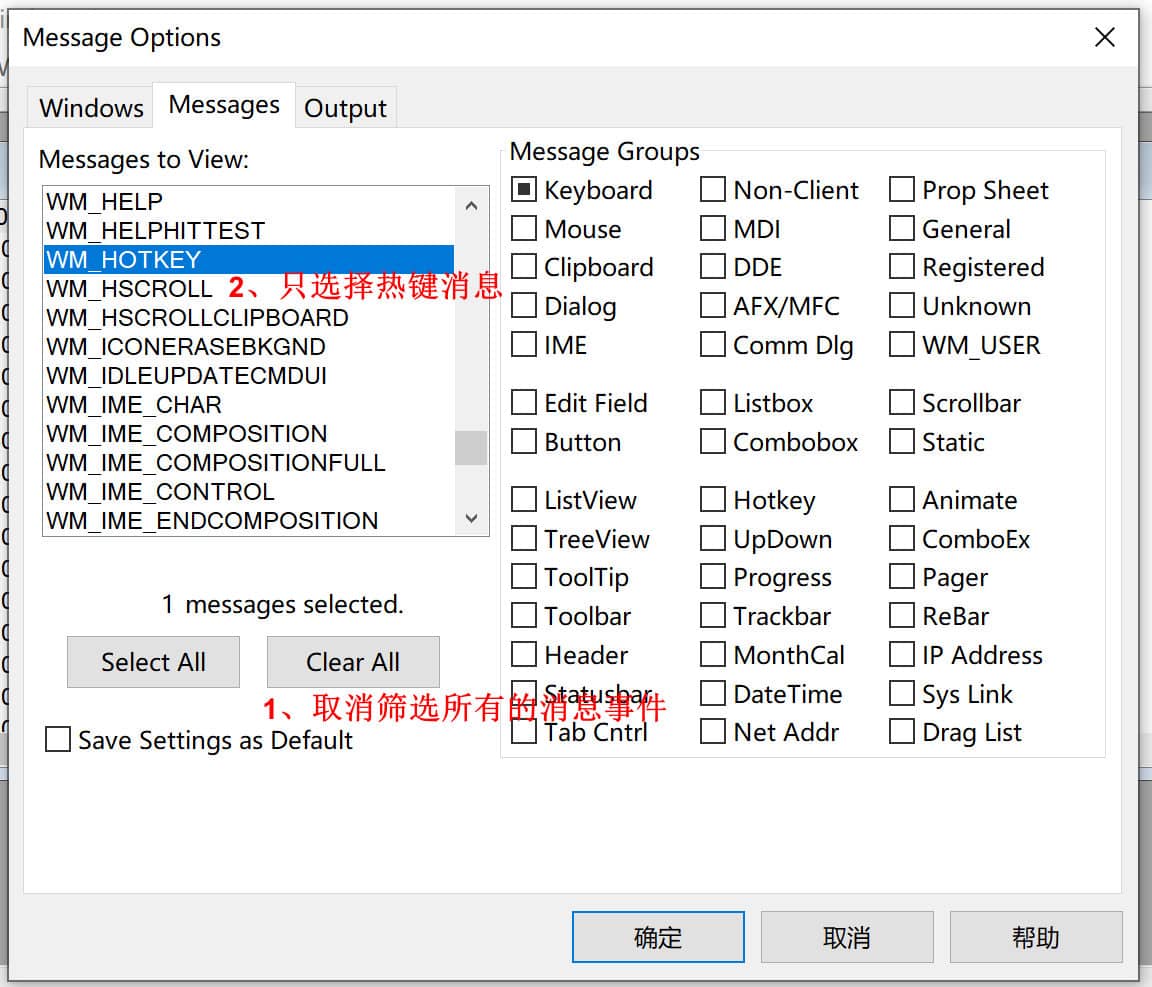 Message Options
Windows Messages Output
Messages to View:
WM_HELP
WM_HELPHITTEST
WM_HOTKEY
WM_HSCROLL
2、只选择热键消息
WM_HSCROLLCLIPBOARD
WM_ICONERASEBKGND
WM_IDLEUPDATECMDUI
WM_IME_CHAR
WM_IME_COMPOSITION
WM_IME_COMPOSITIONFULL
WM_IME_CONTROL
WM_IME_ENDCOMPOSITION
1 messages selected.
Select All Clear All
1、取消筛选所有的消息事件
Save Settings as Default
Message Groups
Keyboard Non-Client Prop Sheet
Mouse MDI General
Clipboard DDE Registered
Dialog AFX/MFC Unknown
IME Comm Dlg WM_USER
Edit Field Listbox Scrollbar
Button Combobox Static
ListView Hotkey Animate
TreeView UpDown ComboEx
ToolTip Progress Pager
Toolbar Trackbar ReBar
Header MonthCal IP Address
Statusbar DateTime Sys Link
Tab Cntrl Net Addr Drag List
确定 取消 帮助